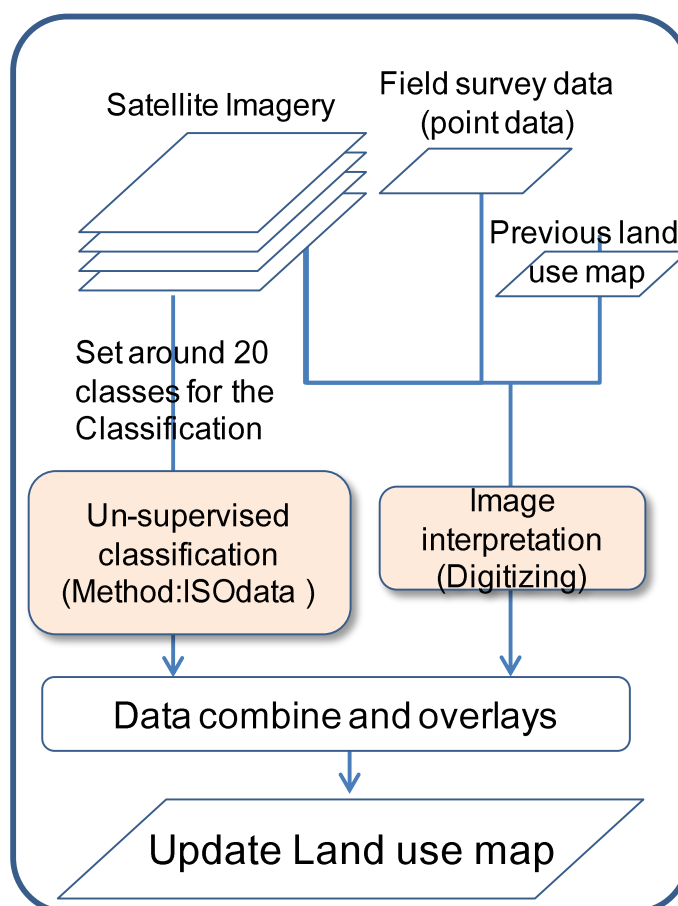 Satellite Imagery
Field survey data
(point data)
Previous land
use map
Set around 20
classes for the
Classification
Un-supervised
classification
(Method:ISOdata )
Image
interpretation
(Digitizing)
Data combine and overlays
Update Land use map